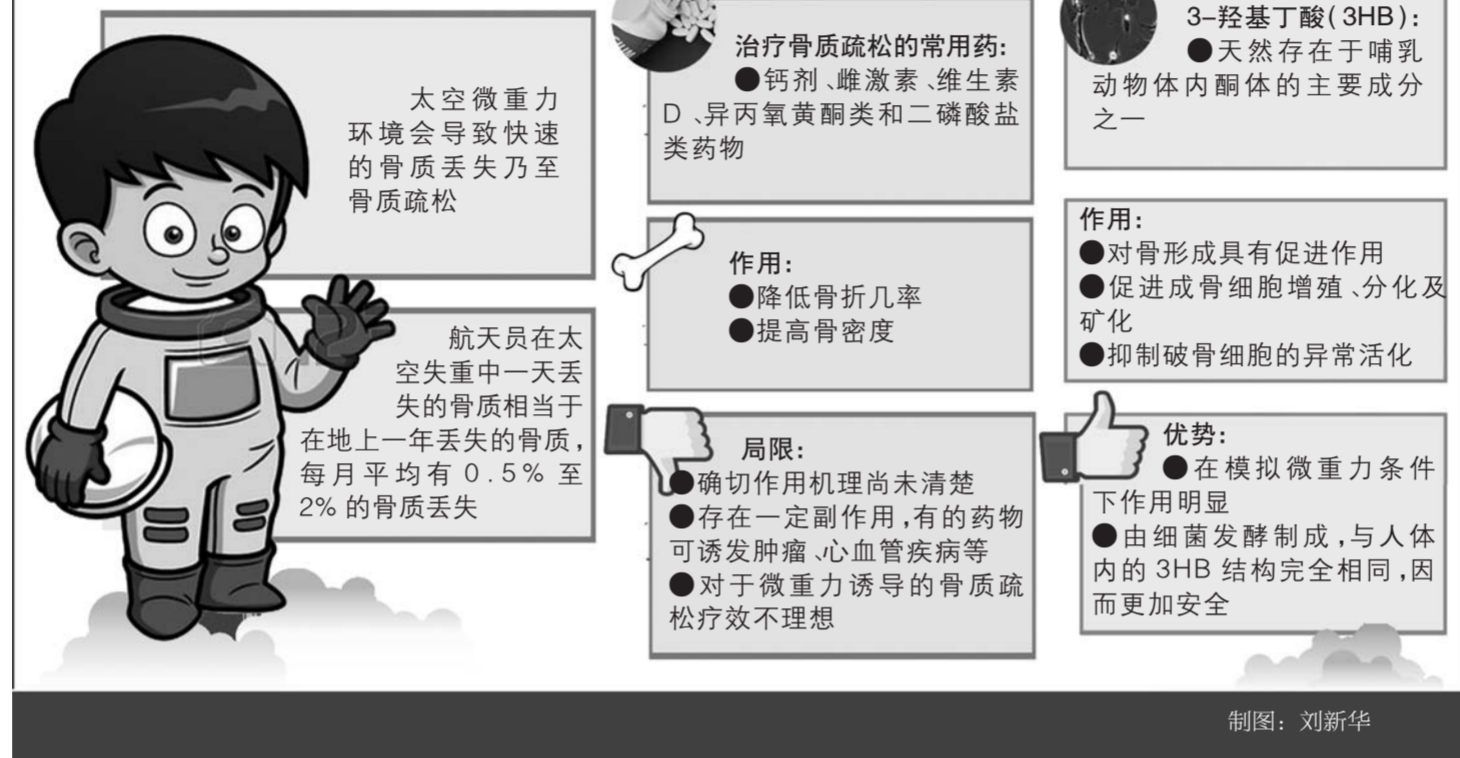 太空微重力
环境会导致快速
的骨质丢失乃至
骨质疏松
航天员在太
空失重中一天丢
失的骨质相当于
在地上一年丢失的骨质，
每月平均有0.5%至
2%的骨质丢失
治疗骨质疏松的常用药：
●钙剂、雌激素、维生素
D、异丙氧黄酮类和二磷酸盐
类药物
作用：
●降低骨折几率
●提高骨密度
局限：
●确切作用机理尚未清楚
●存在一定副作用，有的药物
可诱发肿瘤、心血管疾病等
●对于微重力诱导的骨质疏
松疗效不理想
3-羟基丁酸(3HB)：
●天然存在于哺乳
动物体内酮体的主要成分
之一
作用：
●对骨形成具有促进作用
●促进成骨细胞增殖、分化及
矿化
●抑制破骨细胞的异常活化
优势：
●在模拟微重力条件
下作用明显
●由细菌发酵制成，与人体
内的3HB结构完全相同，因
而更加安全
制图：刘新华